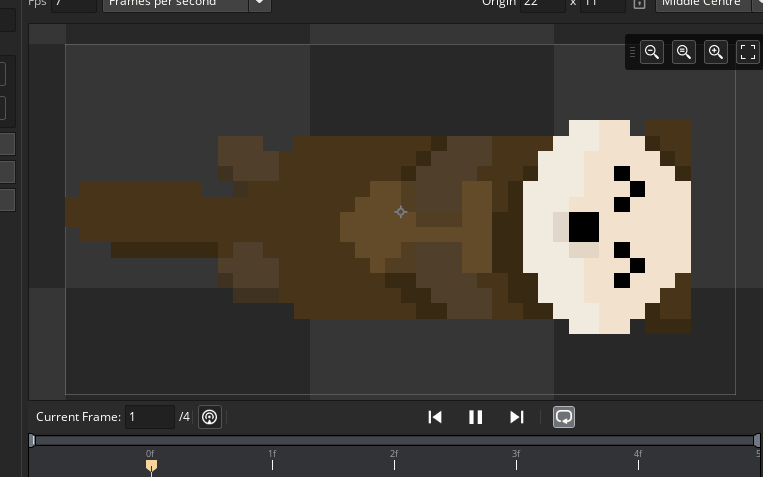 Fps 7 Frames per second Origin 22 x 11 Middle Centre
Current Frame: 1 /4
0f 1f 2f 3f 4f 5